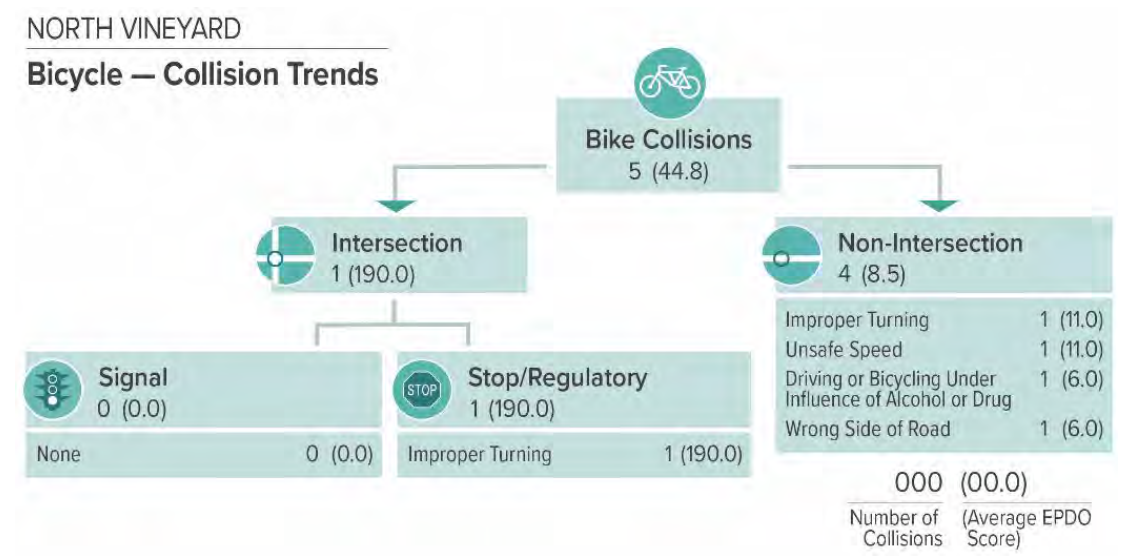 NORTH VINEYARD
Bicycle — Collision Trends
Bike Collisions
5 (44.8)
Intersection
1 (190.0)
Non-Intersection
4 (8.5)
Improper Turning 1 (11.0)
Unsafe Speed 1 (11.0)
Driving or Bicycling Under 1 (6.0)
Influence of Alcohol or Drug
Wrong Side of Road 1 (6.0)
Signal
0 (0.0)
None 0 (0.0)
STOP
Stop/Regulatory
1 (190.0)
Improper Turning 1 (190.0)
000 (00.0)
Number of (Average EPDO
Collisions Score)